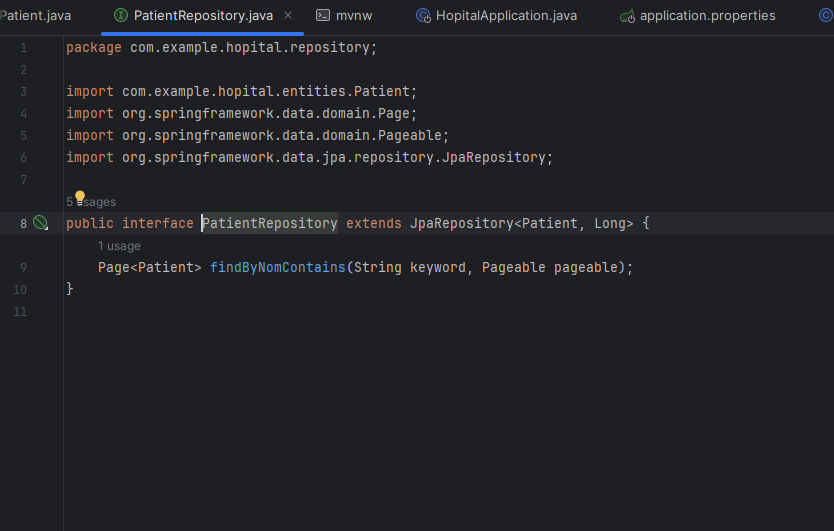 Patient.java PatientRepository.java mvnw HopitalApplication.java application.properties
1 package com.example.hopital.repository;
2
3 import com.example.hopital.entities.Patient;
4 import org.springframework.data.domain.Page;
5 import org.springframework.data.domain.Pageable;
6 import org.springframework.data.jpa.repository.JpaRepository;
7
5 usages
8 public interface PatientRepository extends JpaRepository<Patient, Long> {
1 usage
9 Page<Patient> findByNomContains(String keyword, Pageable pageable);
10 }
11